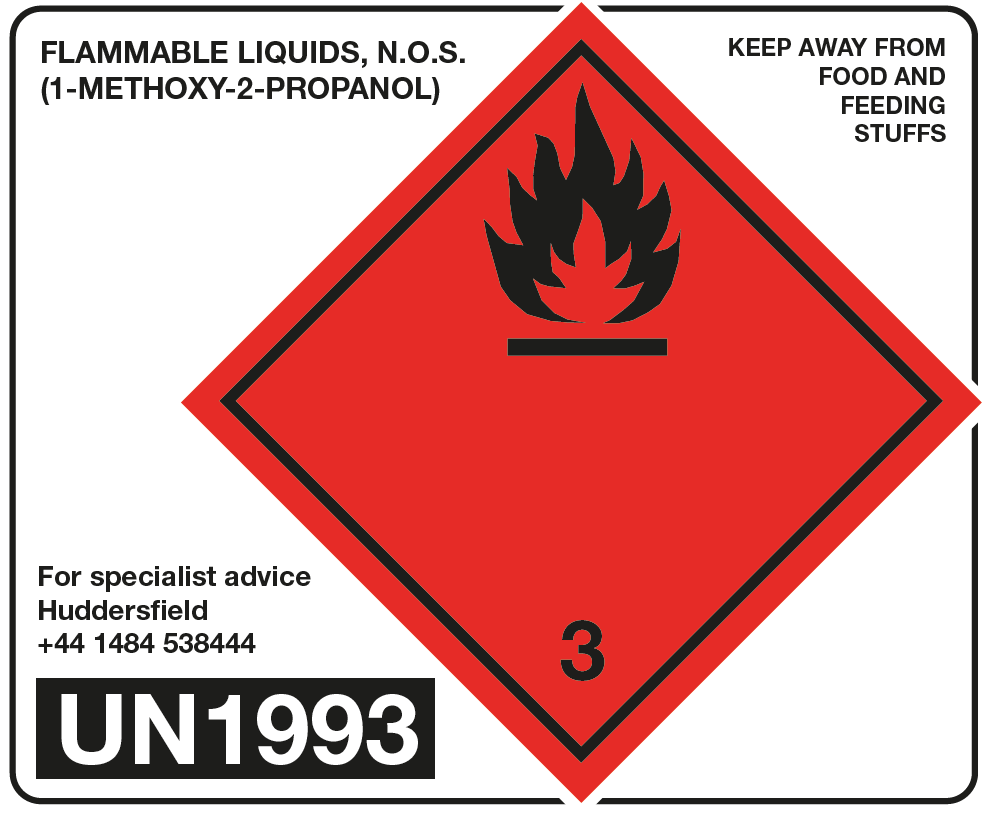 FLAMMABLE LIQUIDS, N.O.S.
(1-METHOXY-2-PROPANOL)
KEEP AWAY FROM
FOOD AND
FEEDING
STUFFS
For specialist advice
Huddersfield
+44 1484 538444
UN1993
3